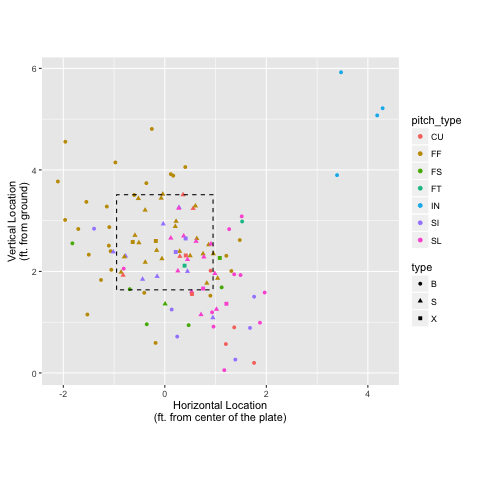 6
4
2
0
-2
0
2
4
Vertical Location
(ft. from ground)
Horizontal Location
(ft. from center of the plate)
pitch_type
CU
FF
FS
FT
IN
SI
SL
type
B
S
X